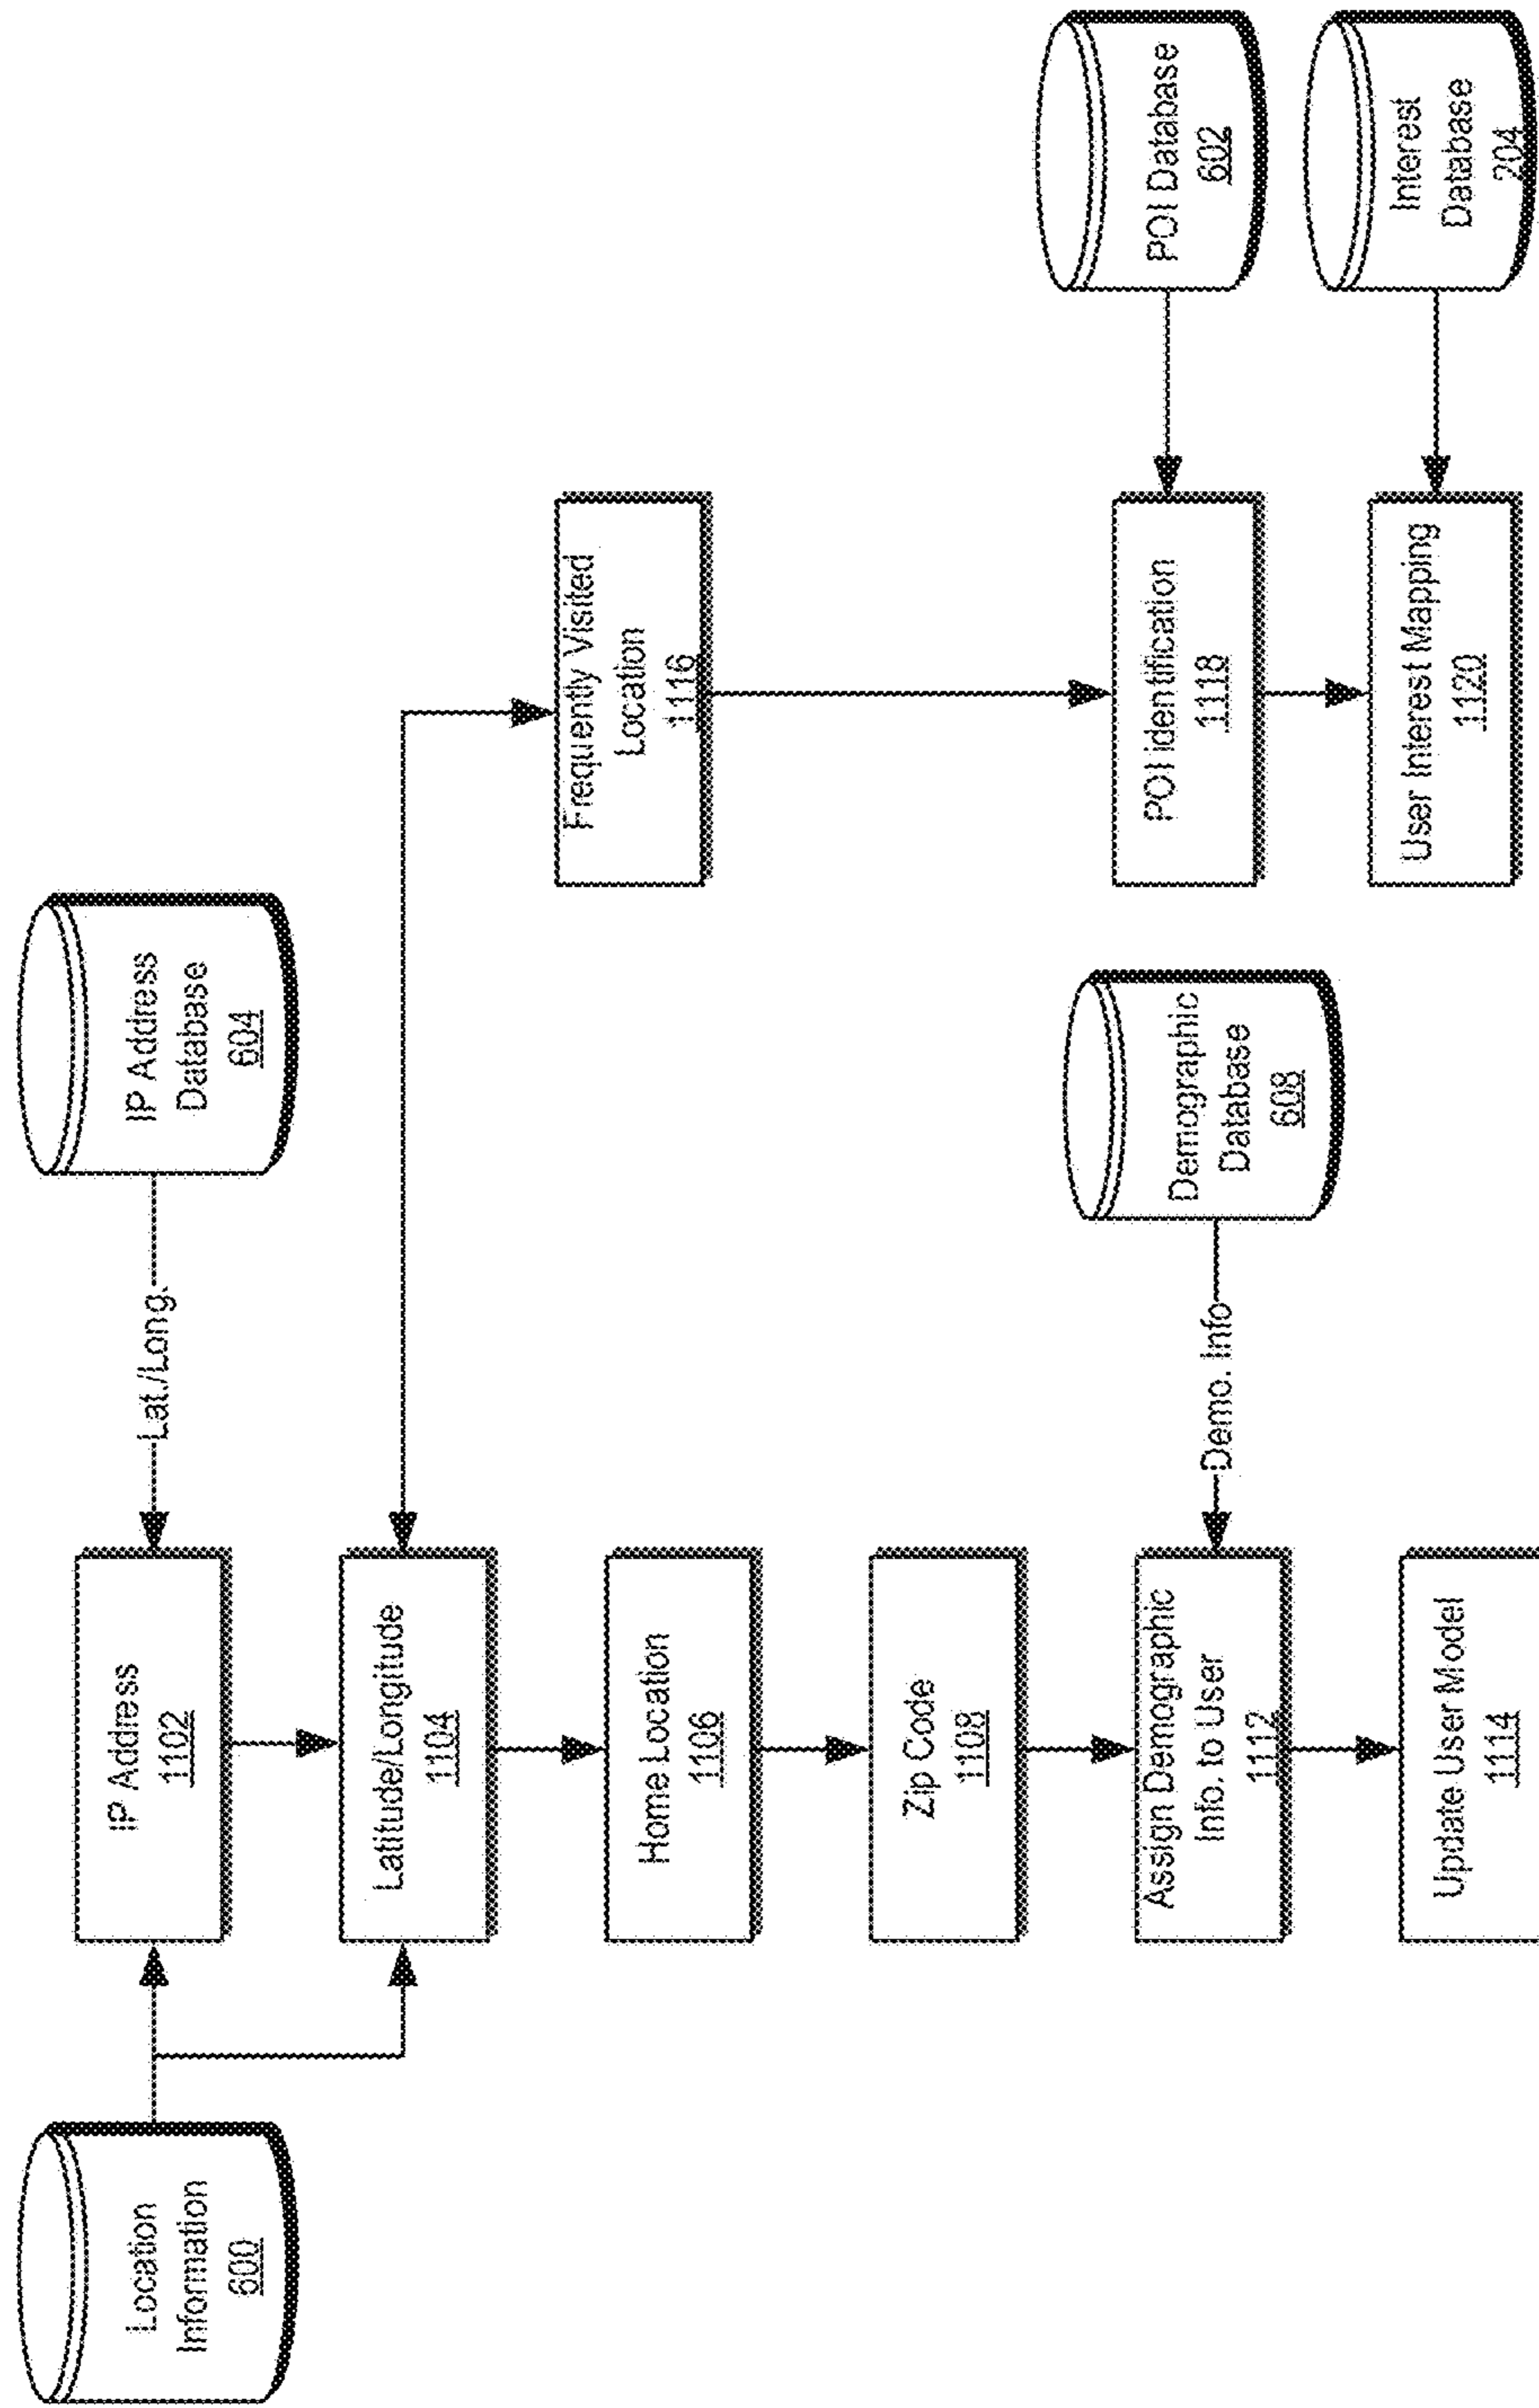 Location
Information
600
IP Address
1102
Lat./Long.
IP Address
Database
604
Latitude/Longitude
1104
Home Location
1106
Frequently Visited
Location
1116
Zip Code
1108
Assign Demographic
Info. to User
1112
Demo. Info
Demographic
Database
608
POI identification
1118
POI Database
602
Update User Model
1114
User Interest Mapping
1120
Interest
Database
204